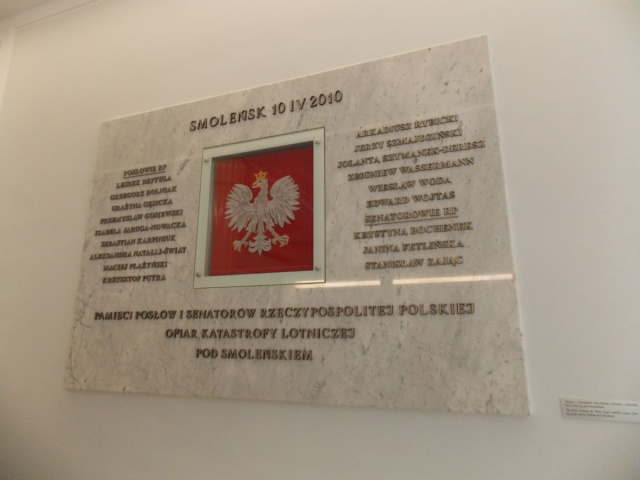 SMOLEŃSK 10 IV 2010
POSŁOWIE RP
LESZEK DEPTUŁA
GRZEGORZ DOLNIAK
GRAŻYNA GĘSICKA
PRZEMYSŁAW GOSIEWSKI
IZABELA JARUGA-NOWACKA
SEBASTIAN KARPINIUK
ALEKSANDRA NATALLI-ŚWIAT
MACIEJ PŁAŻYŃSKI
KRZYSZTOF PUTRA
ARKADIUSZ RYBICKI
JERZY SZMAJDZIŃSKI
JOLANTA SZYMANEK-DERESZ
ZBIGNIEW WASSERMANN
WIESŁAW WODA
EDWARD WOJTAS
SENATOROWIE RP
KRYSTYNA BOCHENEK
JANINA FETLIŃSKA
STANISŁAW ZAJĄC
PAMIĘCI POSŁÓW I SENATORÓW RZECZYPOSPOLITEJ POLSKIEJ
OFIAR KATASTROFY LOTNICZEJ
POD SMOLEŃSKIEM